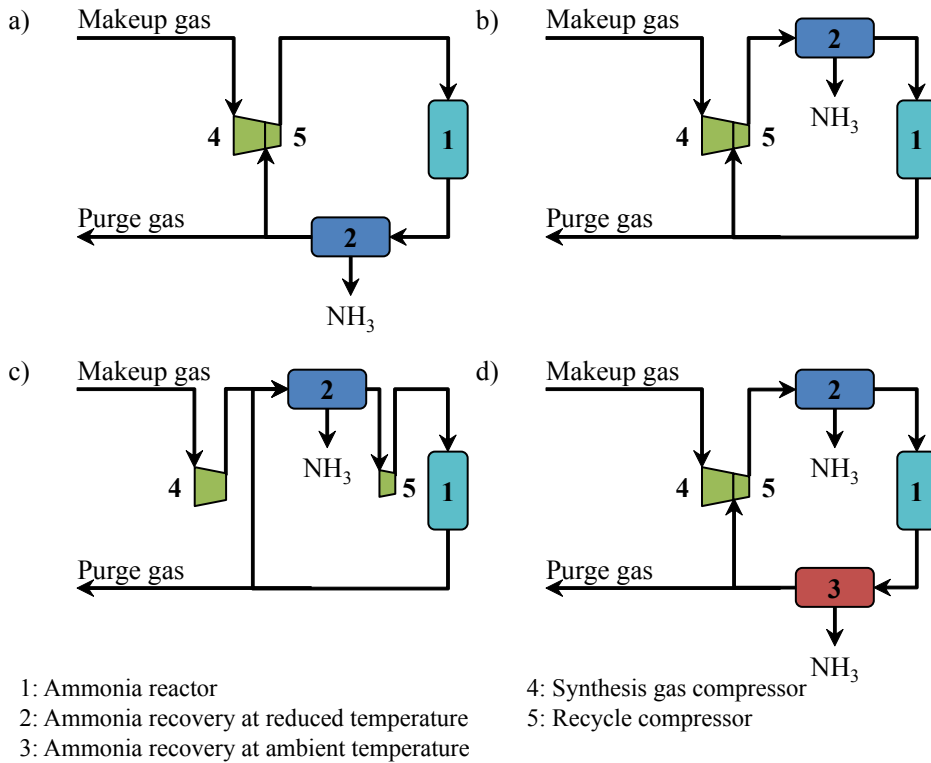 a)
Makeup gas
4
5
1
Purge gas
2
NH₃
b)
Makeup gas
2
NH₃
4
5
1
Purge gas
c)
Makeup gas
2
NH₃
4
5
1
Purge gas
d)
Makeup gas
2
NH₃
4
5
1
Purge gas
3
NH₃
1: Ammonia reactor
2: Ammonia recovery at reduced temperature
3: Ammonia recovery at ambient temperature
4: Synthesis gas compressor
5: Recycle compressor